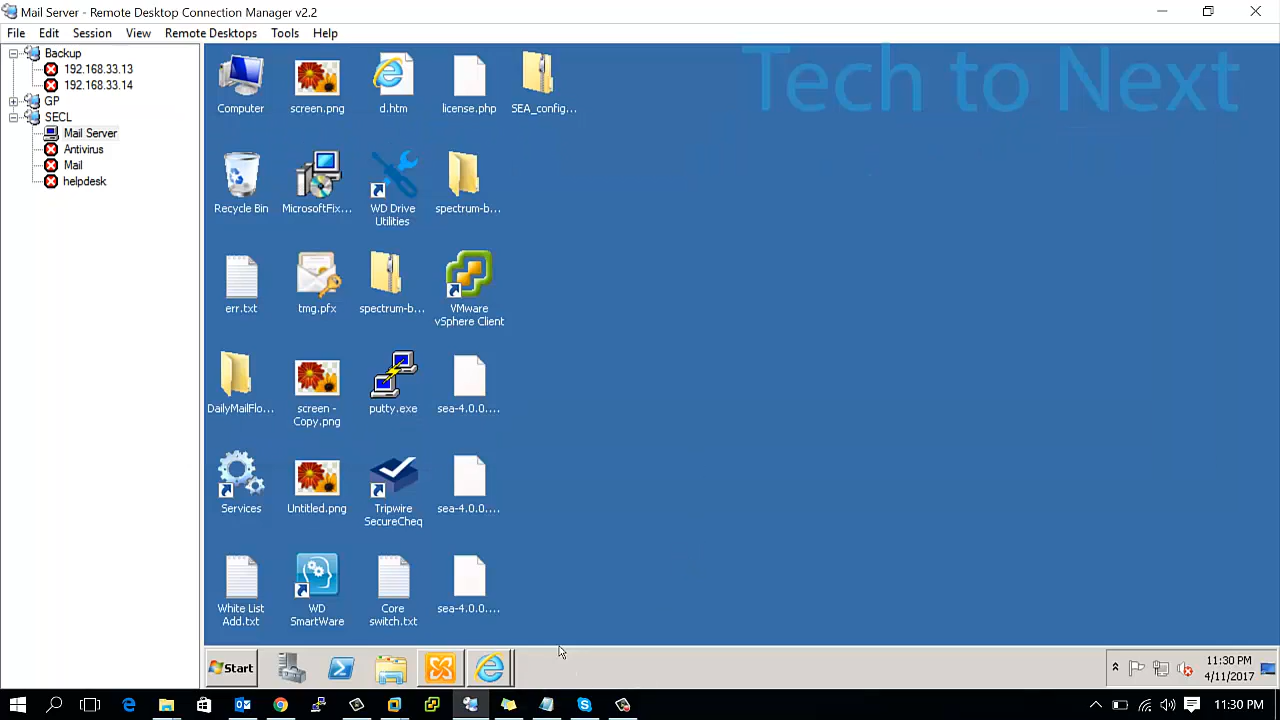 Mail Server - Remote Desktop Connection Manager v2.2
File Edit Session View Remote Desktops Tools Help
Backup
192.168.33.13
192.168.33.14
GP
SECL
Mail Server
Antivirus
Mail
helpdesk
Tech to Next
Computer
screen.png
d.htm
license.php
SEA_config...
Recycle Bin
MicrosoftFix...
WD Drive
Utilities
spectrum-b...
err.txt
tmg.pfx
spectrum-b...
VMware
vSphere Client
DailyMailFlo...
screen -
Copy.png
putty.exe
sea-4.0.0....
Services
Untitled.png
Tripwire
SecureCheq
sea-4.0.0....
White List
Add.txt
WD
SmartWare
Core
switch.txt
sea-4.0.0....
Start
11:30 PM
4/11/2017
11:30 PM